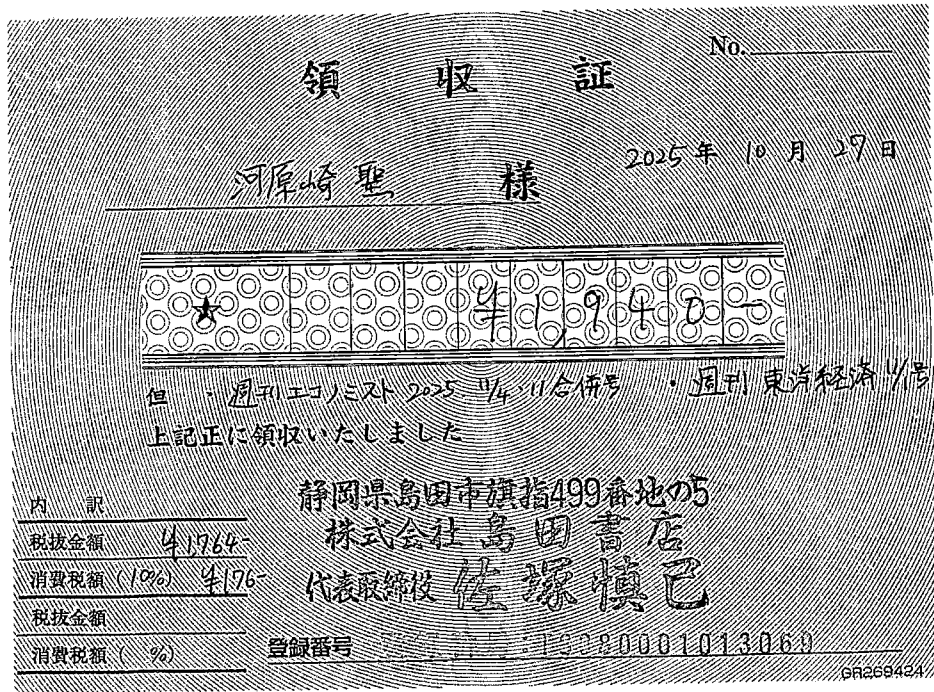 No.
領収証
2025年 10月 27日
河原崎 聖 様
★ ¥1,940-
但 ・週刊エコノミスト 2025 11/4・11合併号 ・週刊 東洋経済 11/1号
上記正に領収いたしました
内訳
税抜金額 ¥1764-
消費税額(10%) ¥176-
税抜金額
消費税額( %)
静岡県島田市旗指499番地の5
株式会社 島田書店
代表取締役 佐塚慎己
登録番号 80001013069
GR269424